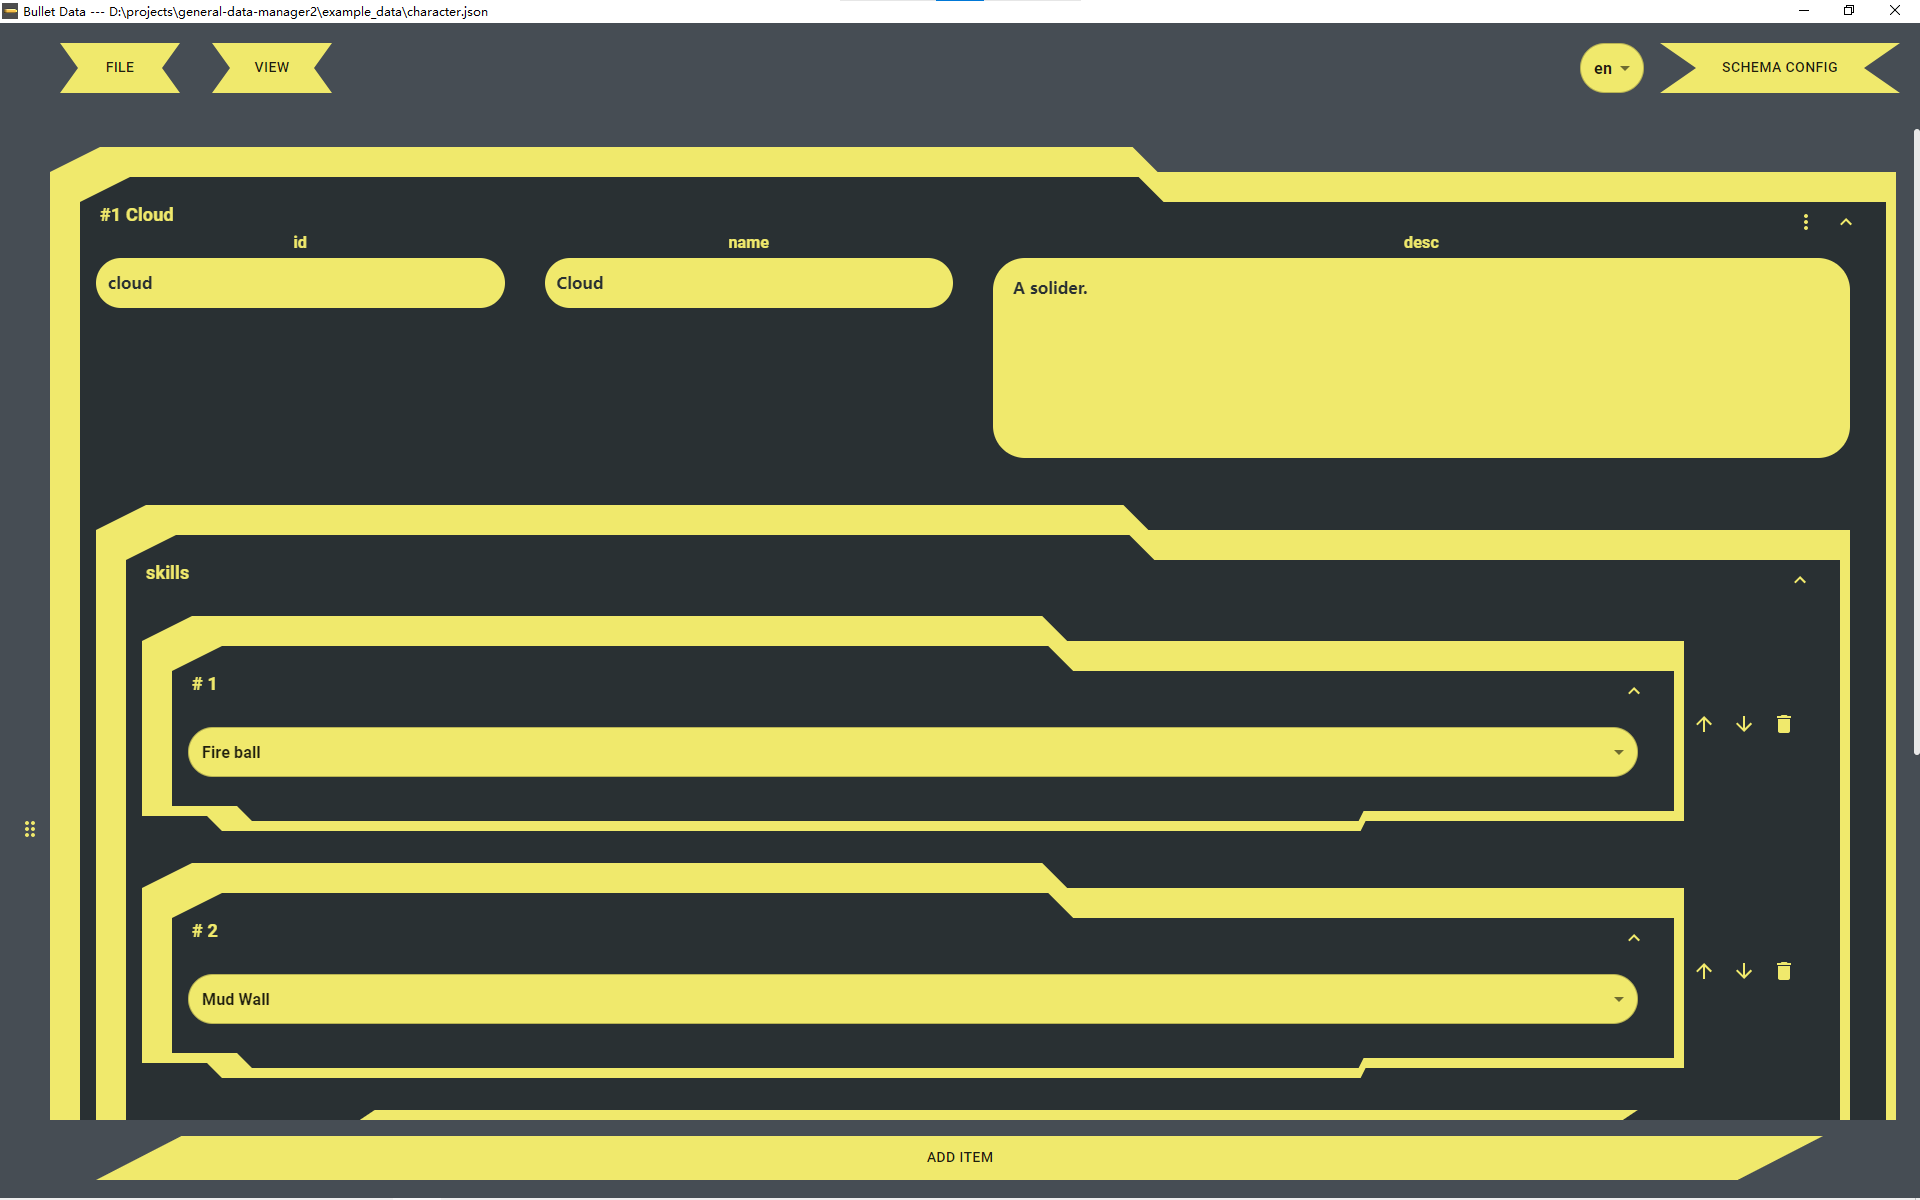 Bullet Data --- D:\projects\general-data-manager2\example_data\character.json
FILE
VIEW
en
SCHEMA CONFIG
#1 Cloud
id
name
desc
cloud
Cloud
A solider.
skills
# 1
Fire ball
# 2
Mud Wall
ADD ITEM